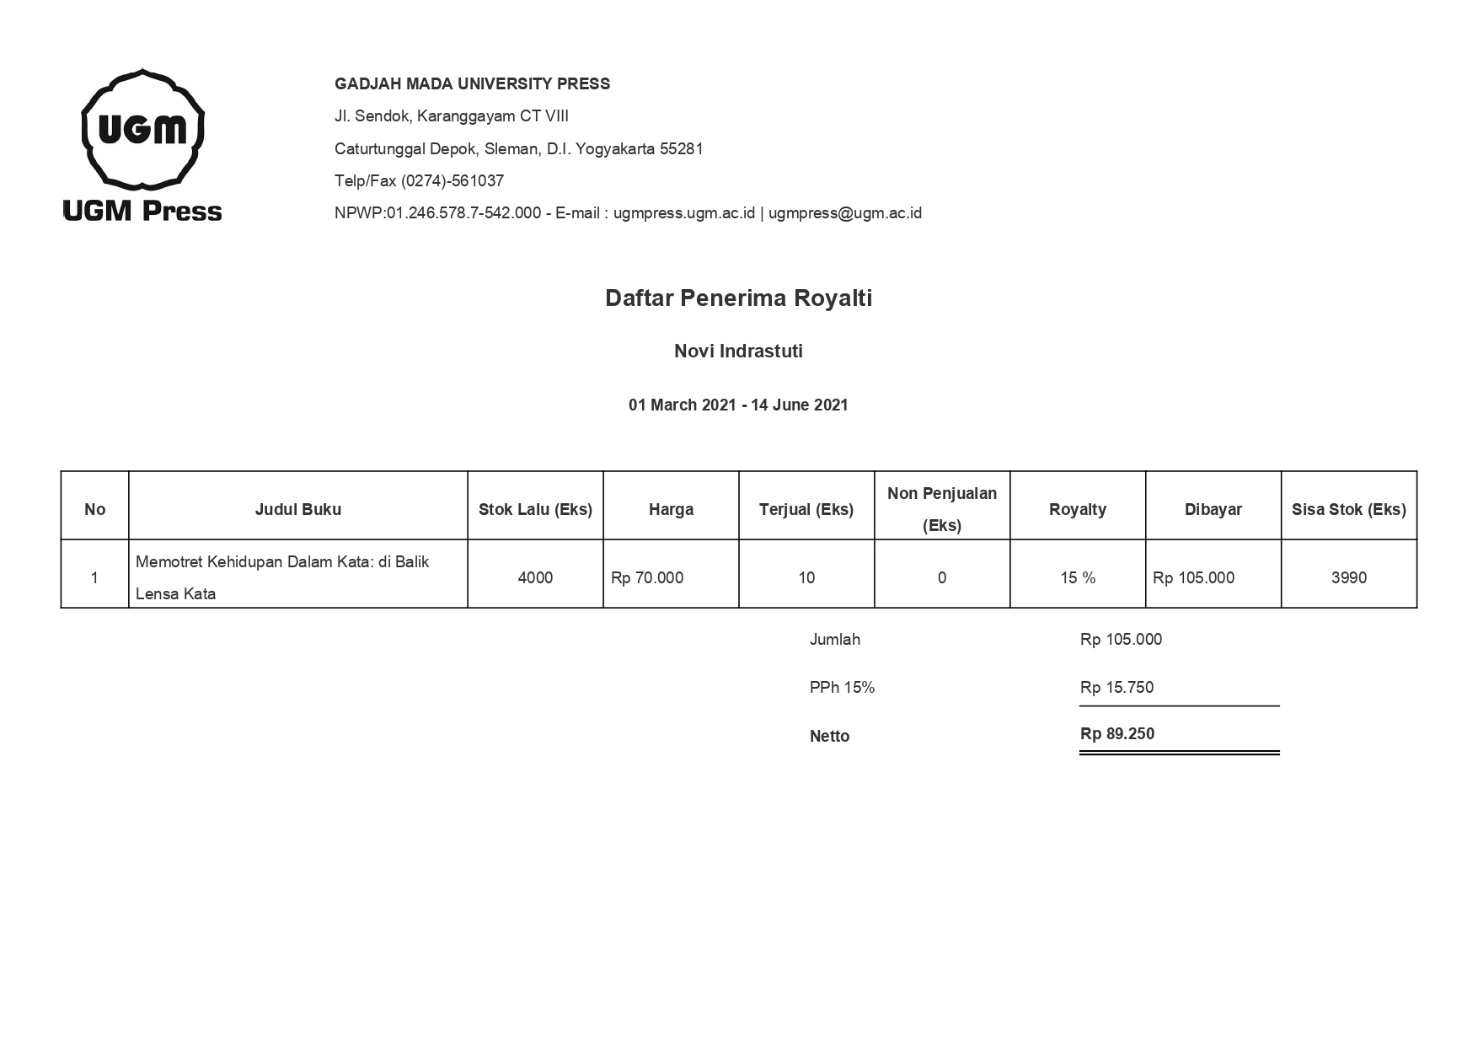 UGM
UGM Press
GADJAH MADA UNIVERSITY PRESS
Jl. Sendok, Karanggayam CT VIII
Caturtunggal Depok, Sleman, D.I. Yogyakarta 55281
Telp/Fax (0274)-561037
NPWP:01.246.578.7-542.000 - E-mail : ugmpress.ugm.ac.id | ugmpress@ugm.ac.id
Daftar Penerima Royalti
Novi Indrastuti
01 March 2021 - 14 June 2021
No Judul Buku Stok Lalu (Eks) Harga Terjual (Eks) Non Penjualan (Eks) Royalty Dibayar Sisa Stok (Eks)
1 Memotret Kehidupan Dalam Kata: di Balik Lensa Kata 4000 Rp 70.000 10 0 15 % Rp 105.000 3990
Jumlah Rp 105.000
PPh 15% Rp 15.750
Netto Rp 89.250